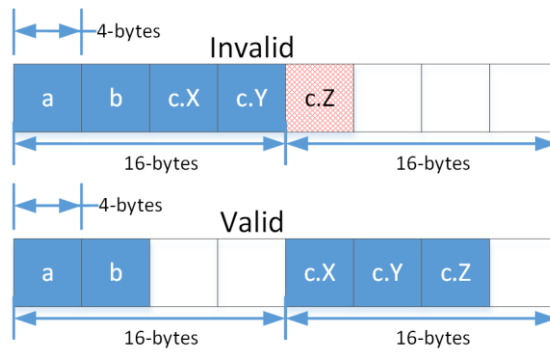 4-bytes
Invalid
a b c.X c.Y c.Z
16-bytes 16-bytes
4-bytes
Valid
a b c.X c.Y c.Z
16-bytes 16-bytes